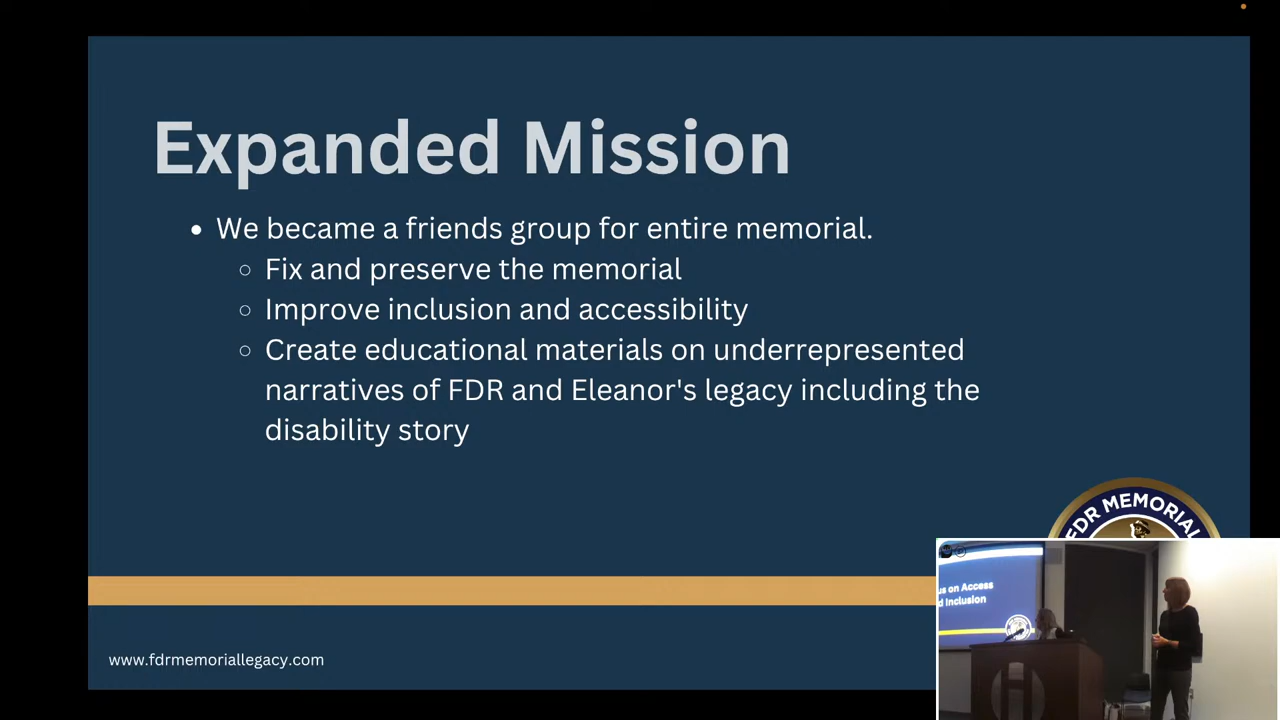 Expanded Mission
We became a friends group for entire memorial.
Fix and preserve the memorial
Improve inclusion and accessibility
Create educational materials on underrepresented
narratives of FDR and Eleanor's legacy including the
disability story
FDR MEMORIAL
us on Access
d Inclusion
www.fdrmemoriallegacy.com